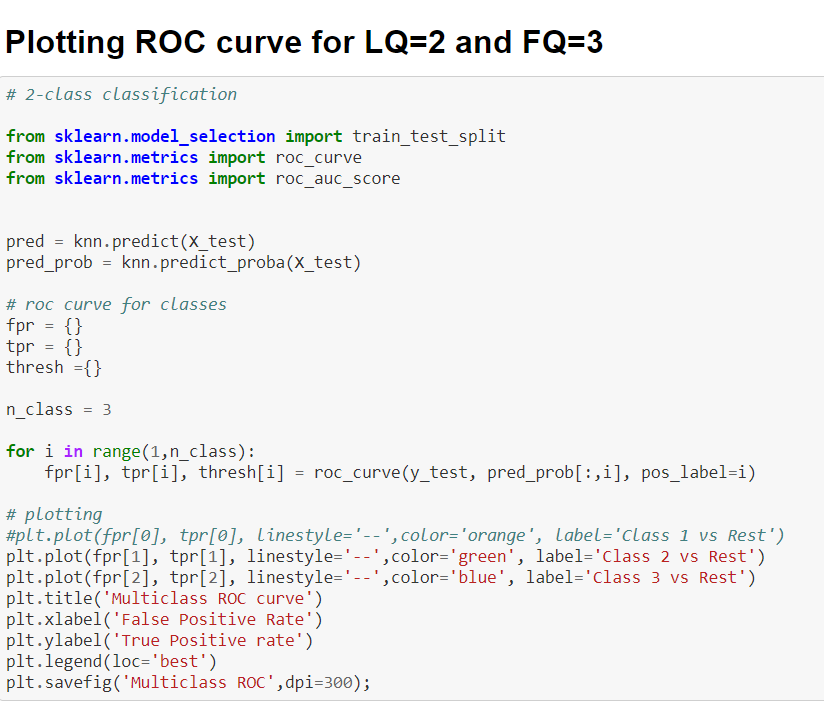 Plotting ROC curve for LQ=2 and FQ=3
# 2-class classification
from sklearn.model_selection import train_test_split
from sklearn.metrics import roc_curve
from sklearn.metrics import roc_auc_score
pred = knn.predict(X_test)
pred_prob = knn.predict_proba(X_test)
# roc curve for classes
fpr = {}
tpr = {}
thresh ={}
n_class = 3
for i in range(1,n_class):
    fpr[i], tpr[i], thresh[i] = roc_curve(y_test, pred_prob[:,i], pos_label=i)
# plotting
#plt.plot(fpr[0], tpr[0], linestyle='--',color='orange', label='Class 1 vs Rest')
plt.plot(fpr[1], tpr[1], linestyle='--',color='green', label='Class 2 vs Rest')
plt.plot(fpr[2], tpr[2], linestyle='--',color='blue', label='Class 3 vs Rest')
plt.title('Multiclass ROC curve')
plt.xlabel('False Positive Rate')
plt.ylabel('True Positive rate')
plt.legend(loc='best')
plt.savefig('Multiclass ROC',dpi=300);